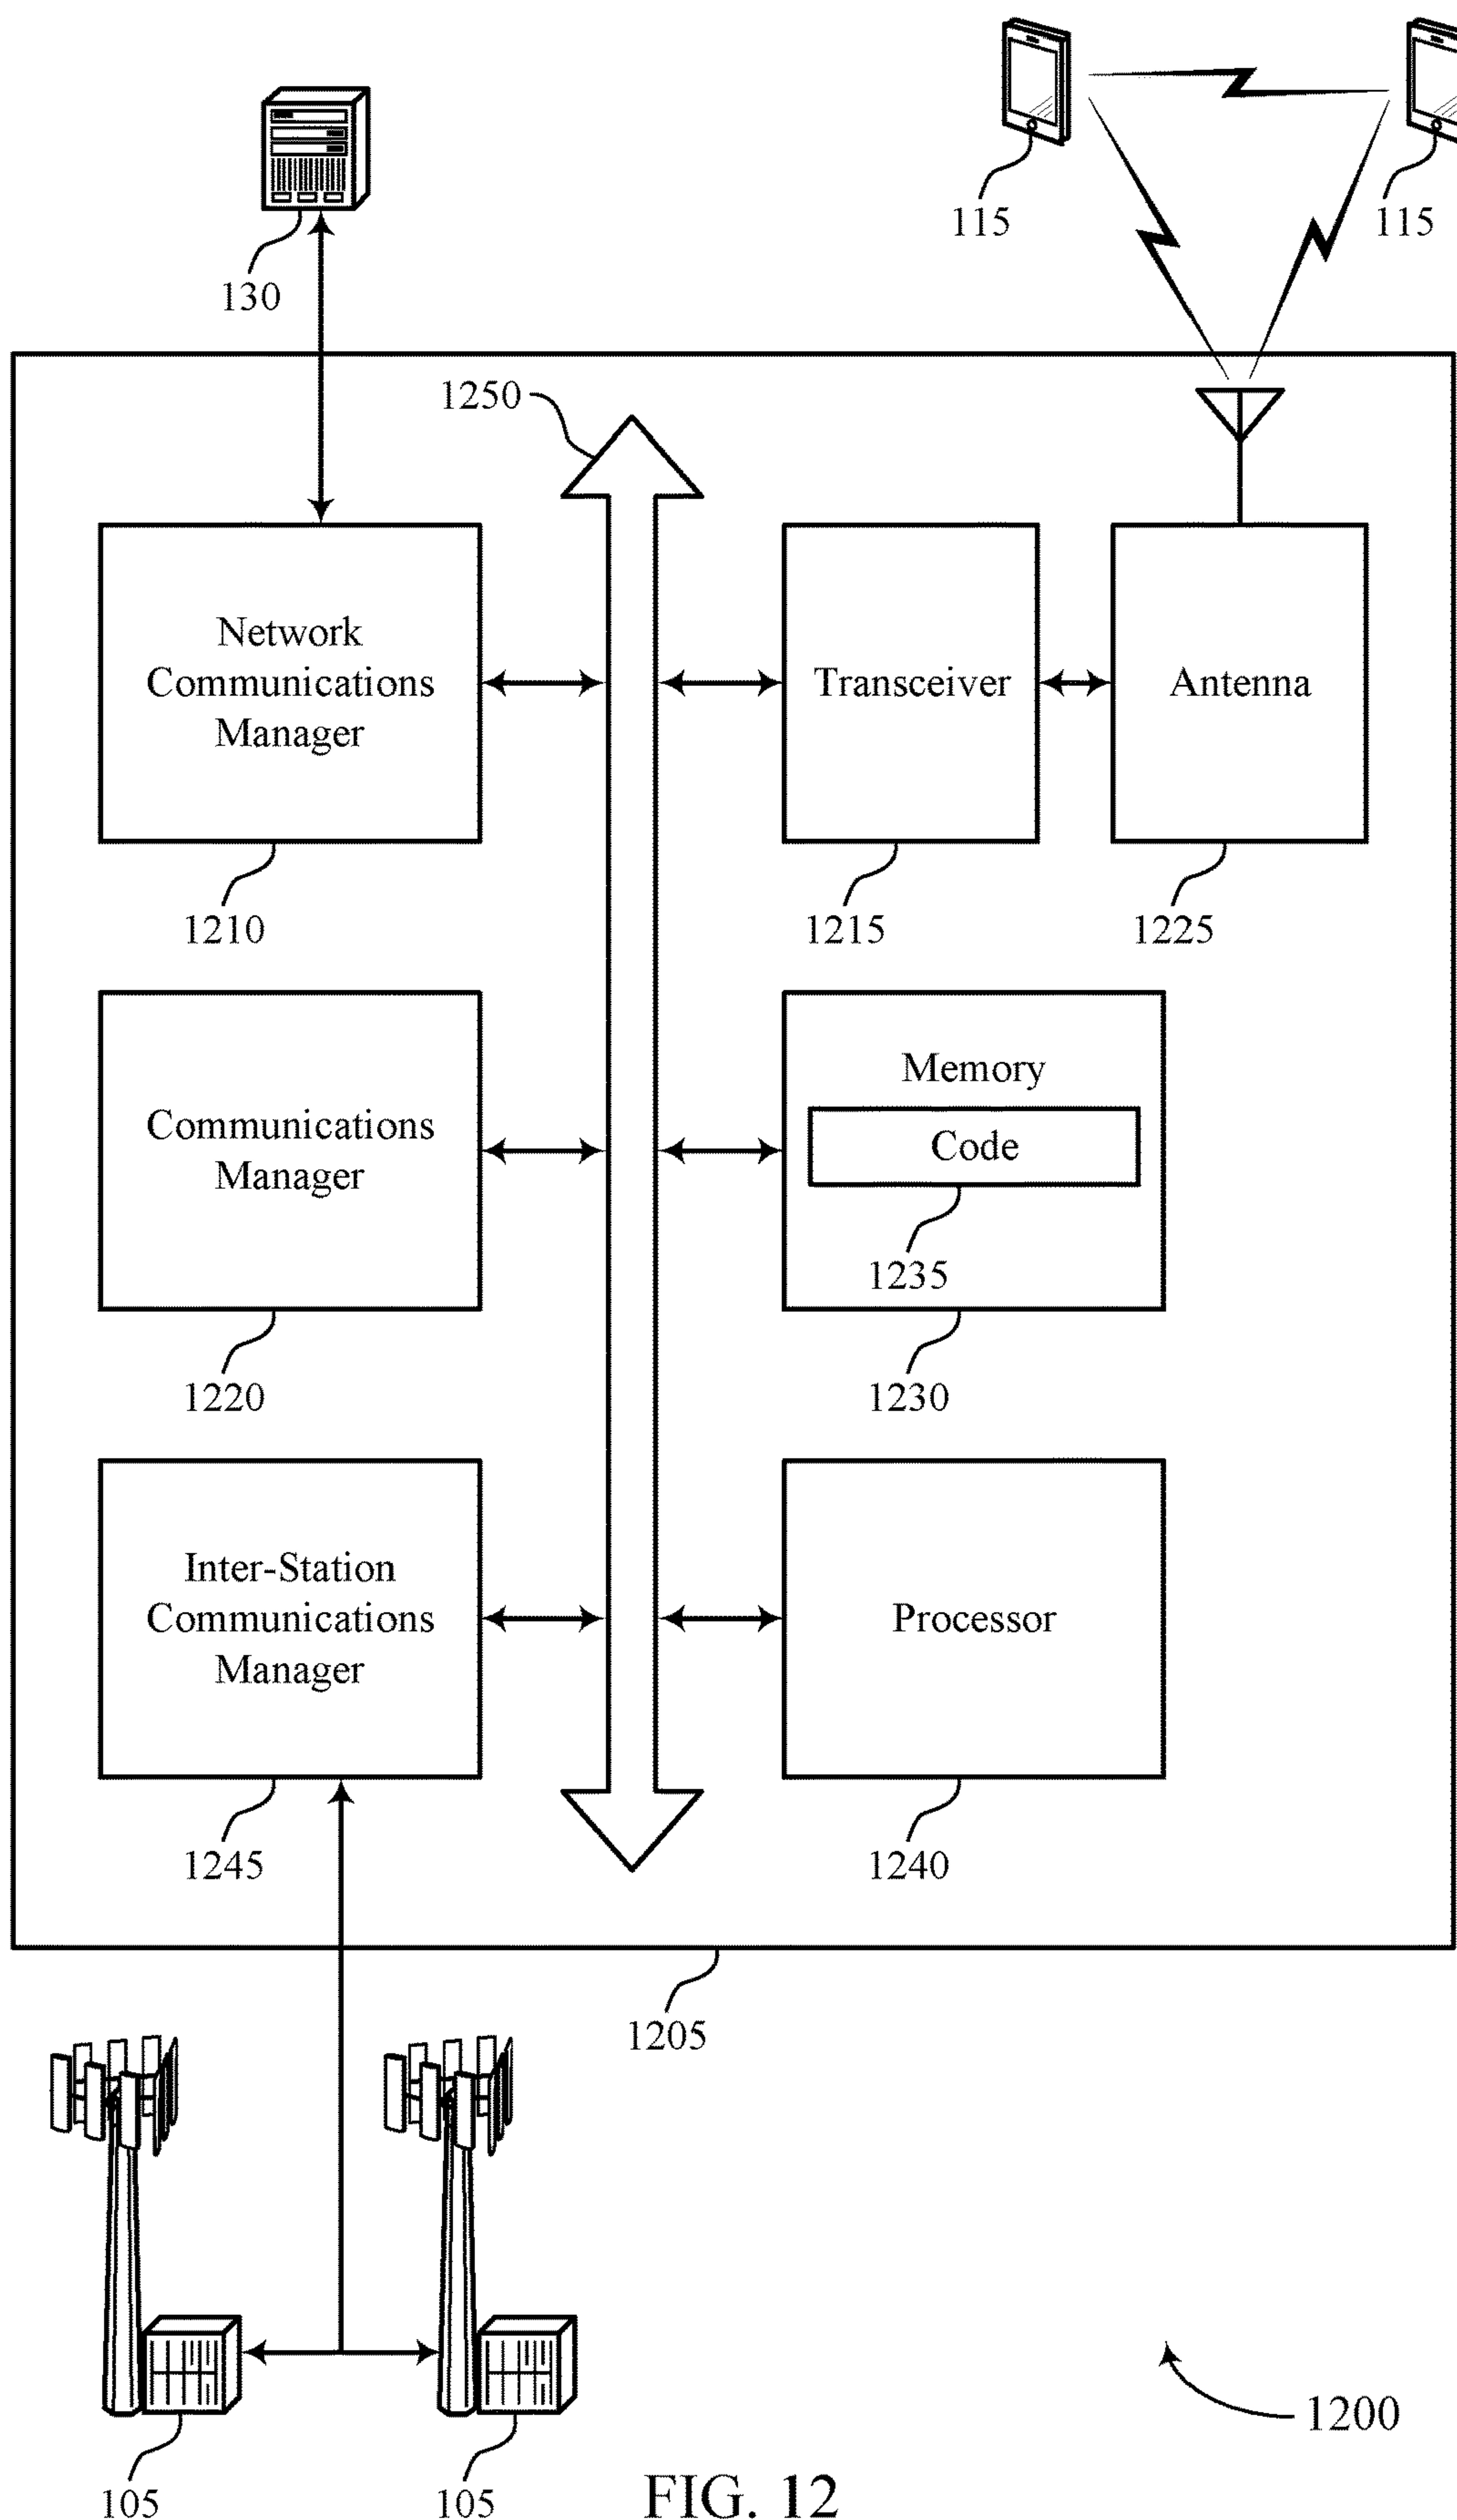 115
115
130
1250
Network
Communications
Manager
Transceiver
Antenna
1210
1215
1225
Communications
Manager
Memory
Code
1235
1220
1230
Inter-Station
Communications
Manager
Processor
1245
1240
1205
1200
105
105
FIG. 12